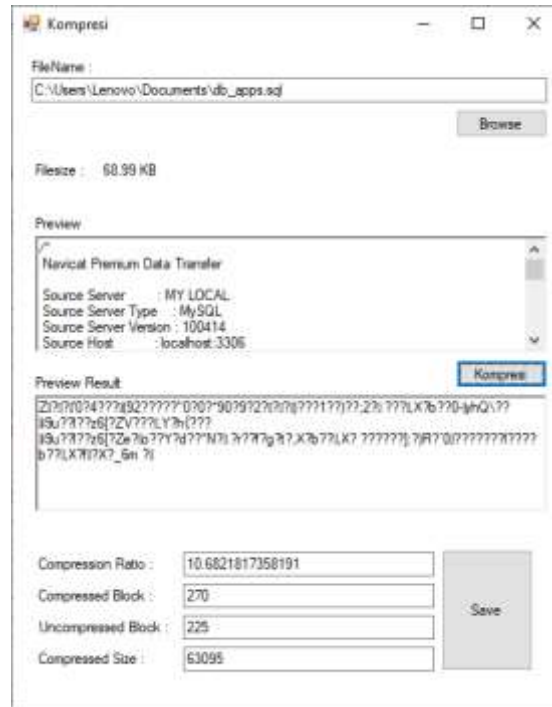 Kompresi
FileName :
C:\Users\Lenovo\Documents\db_apps.sql
Browse
Filesize : 68.99 KB
Preview
/*
Navicat Premium Data Transfer
Source Server : MY LOCAL
Source Server Type : MySQL
Source Server Version : 100414
Source Host : localhost:3306
Kompresi
Preview Result
Compression Ratio : 10.6821817358191
Compressed Block : 270
Uncompressed Block : 225
Compressed Size : 63095
Save